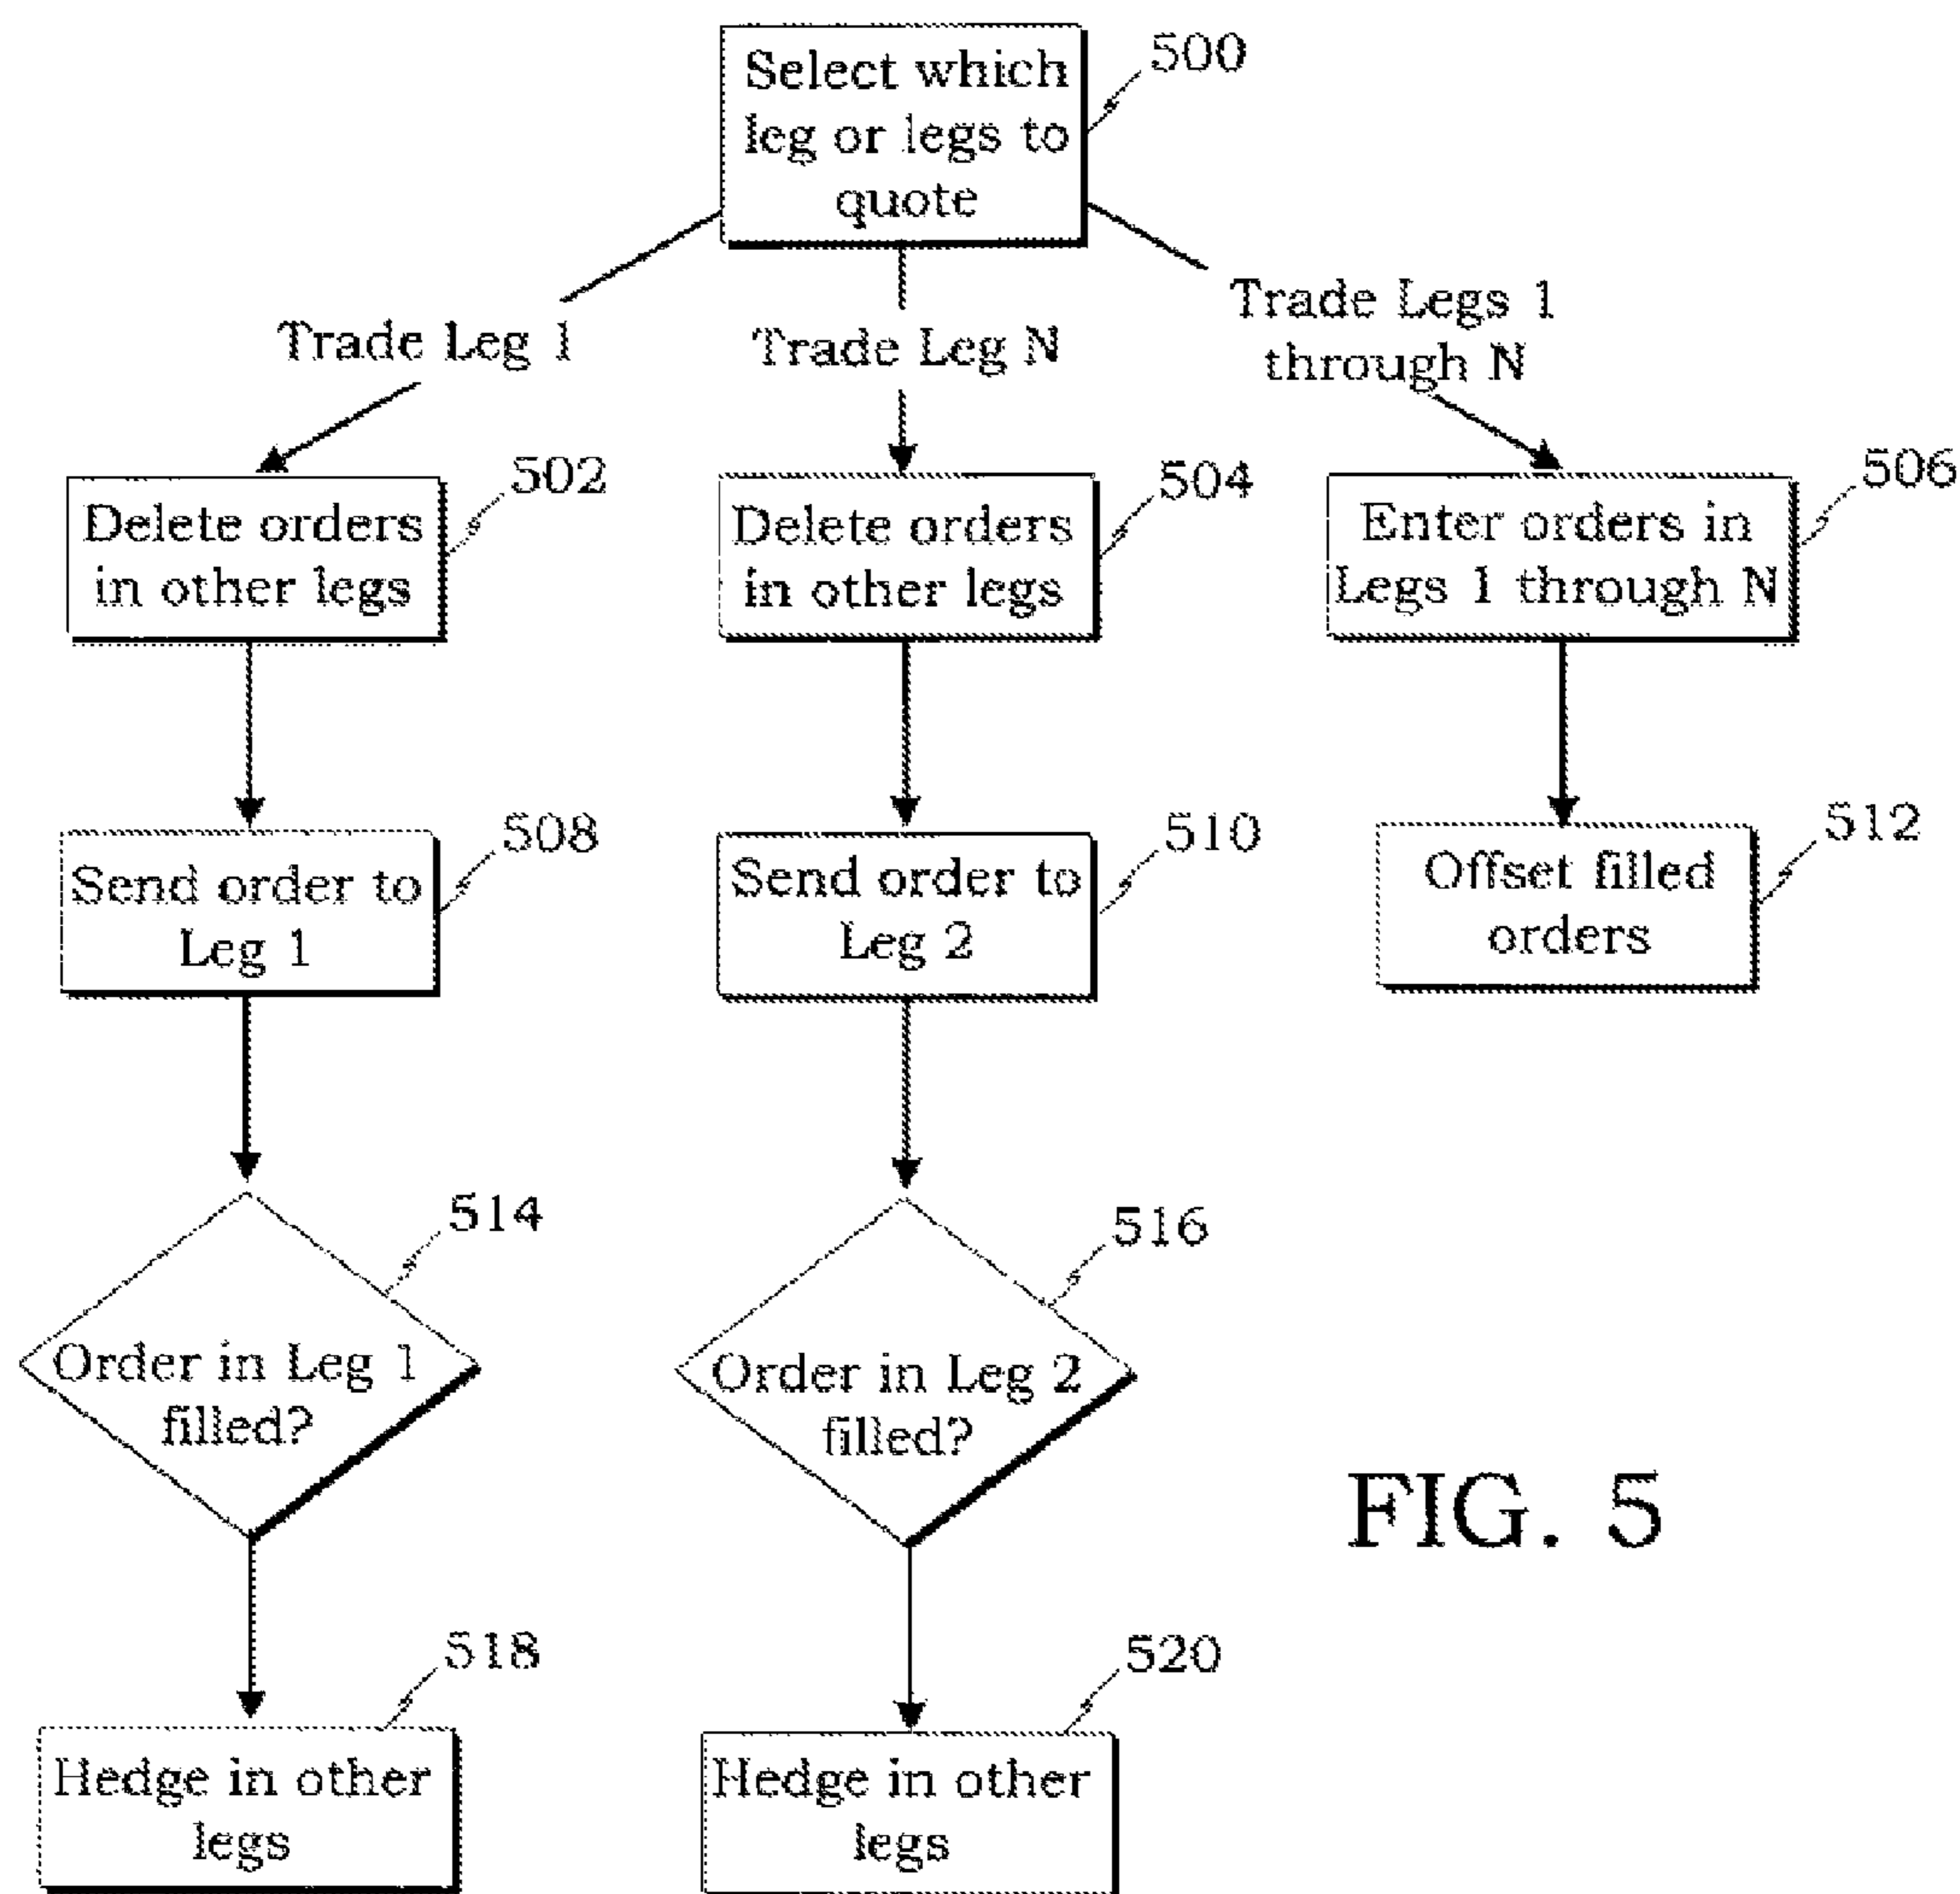 Select which
leg or legs to
quote
500
Trade Leg 1
Trade Leg N
Trade Legs 1
through N
Delete orders
in other legs
502
Delete orders
in other legs
504
Enter orders in
Legs 1 through N
506
Send order to
Leg 1
508
Send order to
Leg 2
510
Offset filled
orders
512
Order in Leg 1
filled?
514
Order in Leg 2
filled?
516
Hedge in other
legs
518
Hedge in other
legs
520
FIG. 5